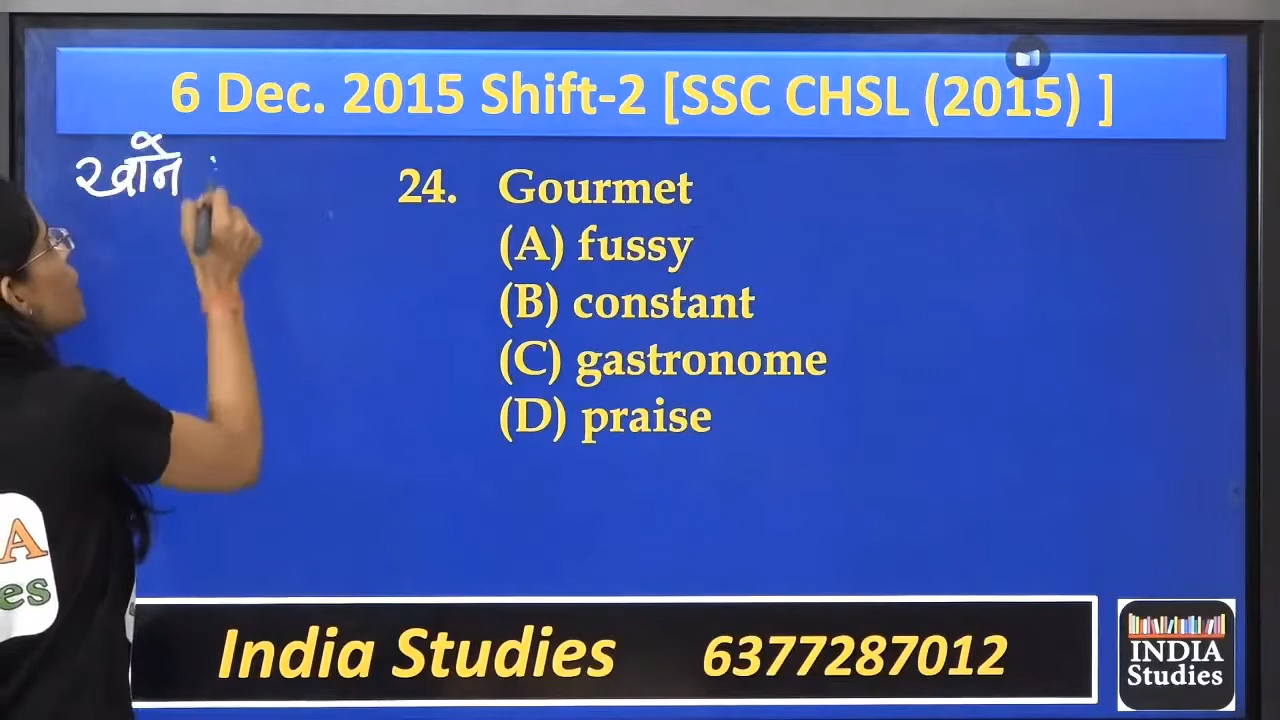 6 Dec. 2015 Shift-2 [SSC CHSL (2015) ]
खाने
24. Gourmet
(A) fussy
(B) constant
(C) gastronome
(D) praise
India Studies 6377287012
INDIA
Studies
A
es